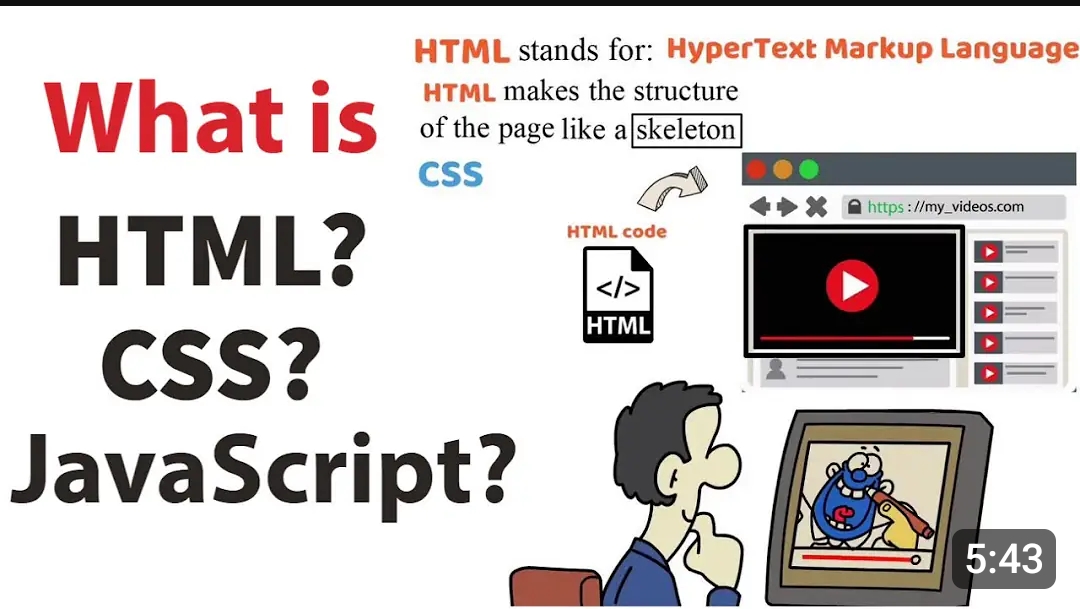 What is
HTML?
CSS?
JavaScript?
HTML stands for: HyperText Markup Language
HTML makes the structure
of the page like a skeleton
CSS
HTML code
</>
HTML
https://my_videos.com
5:43